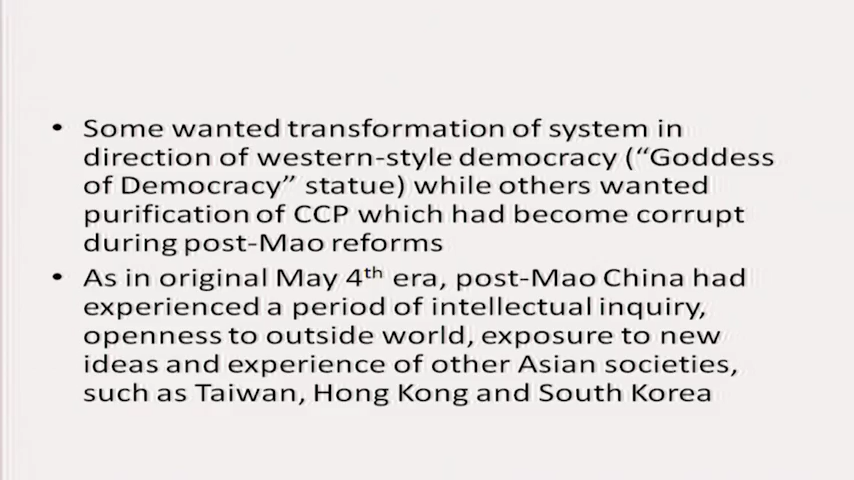 • Some wanted transformation of system in
direction of western-style democracy (“Goddess
of Democracy” statue) while others wanted
purification of CCP which had become corrupt
during post-Mao reforms
• As in original May 4th era, post-Mao China had
experienced a period of intellectual inquiry,
openness to outside world, exposure to new
ideas and experience of other Asian societies,
such as Taiwan, Hong Kong and South Korea